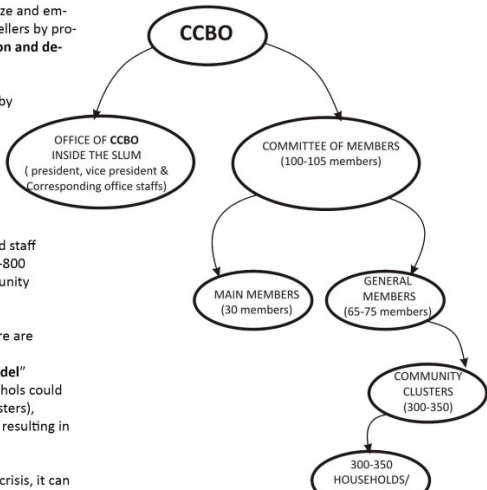 ze and em-
ellers by pro-
on and de-
by
d staff
-800
unity
re are
del"
hols could
sters),
resulting in
crisis, it can
CCBO
OFFICE OF CCBO
INSIDE THE SLUM
( president, vice president &
Corresponding office staffs)
COMMITTEE OF MEMBERS
(100-105 members)
MAIN MEMBERS
(30 members)
GENERAL
MEMBERS
(65-75 members)
COMMUNITY
CLUSTERS
(300-350)
300-350
HOUSEHOLDS/